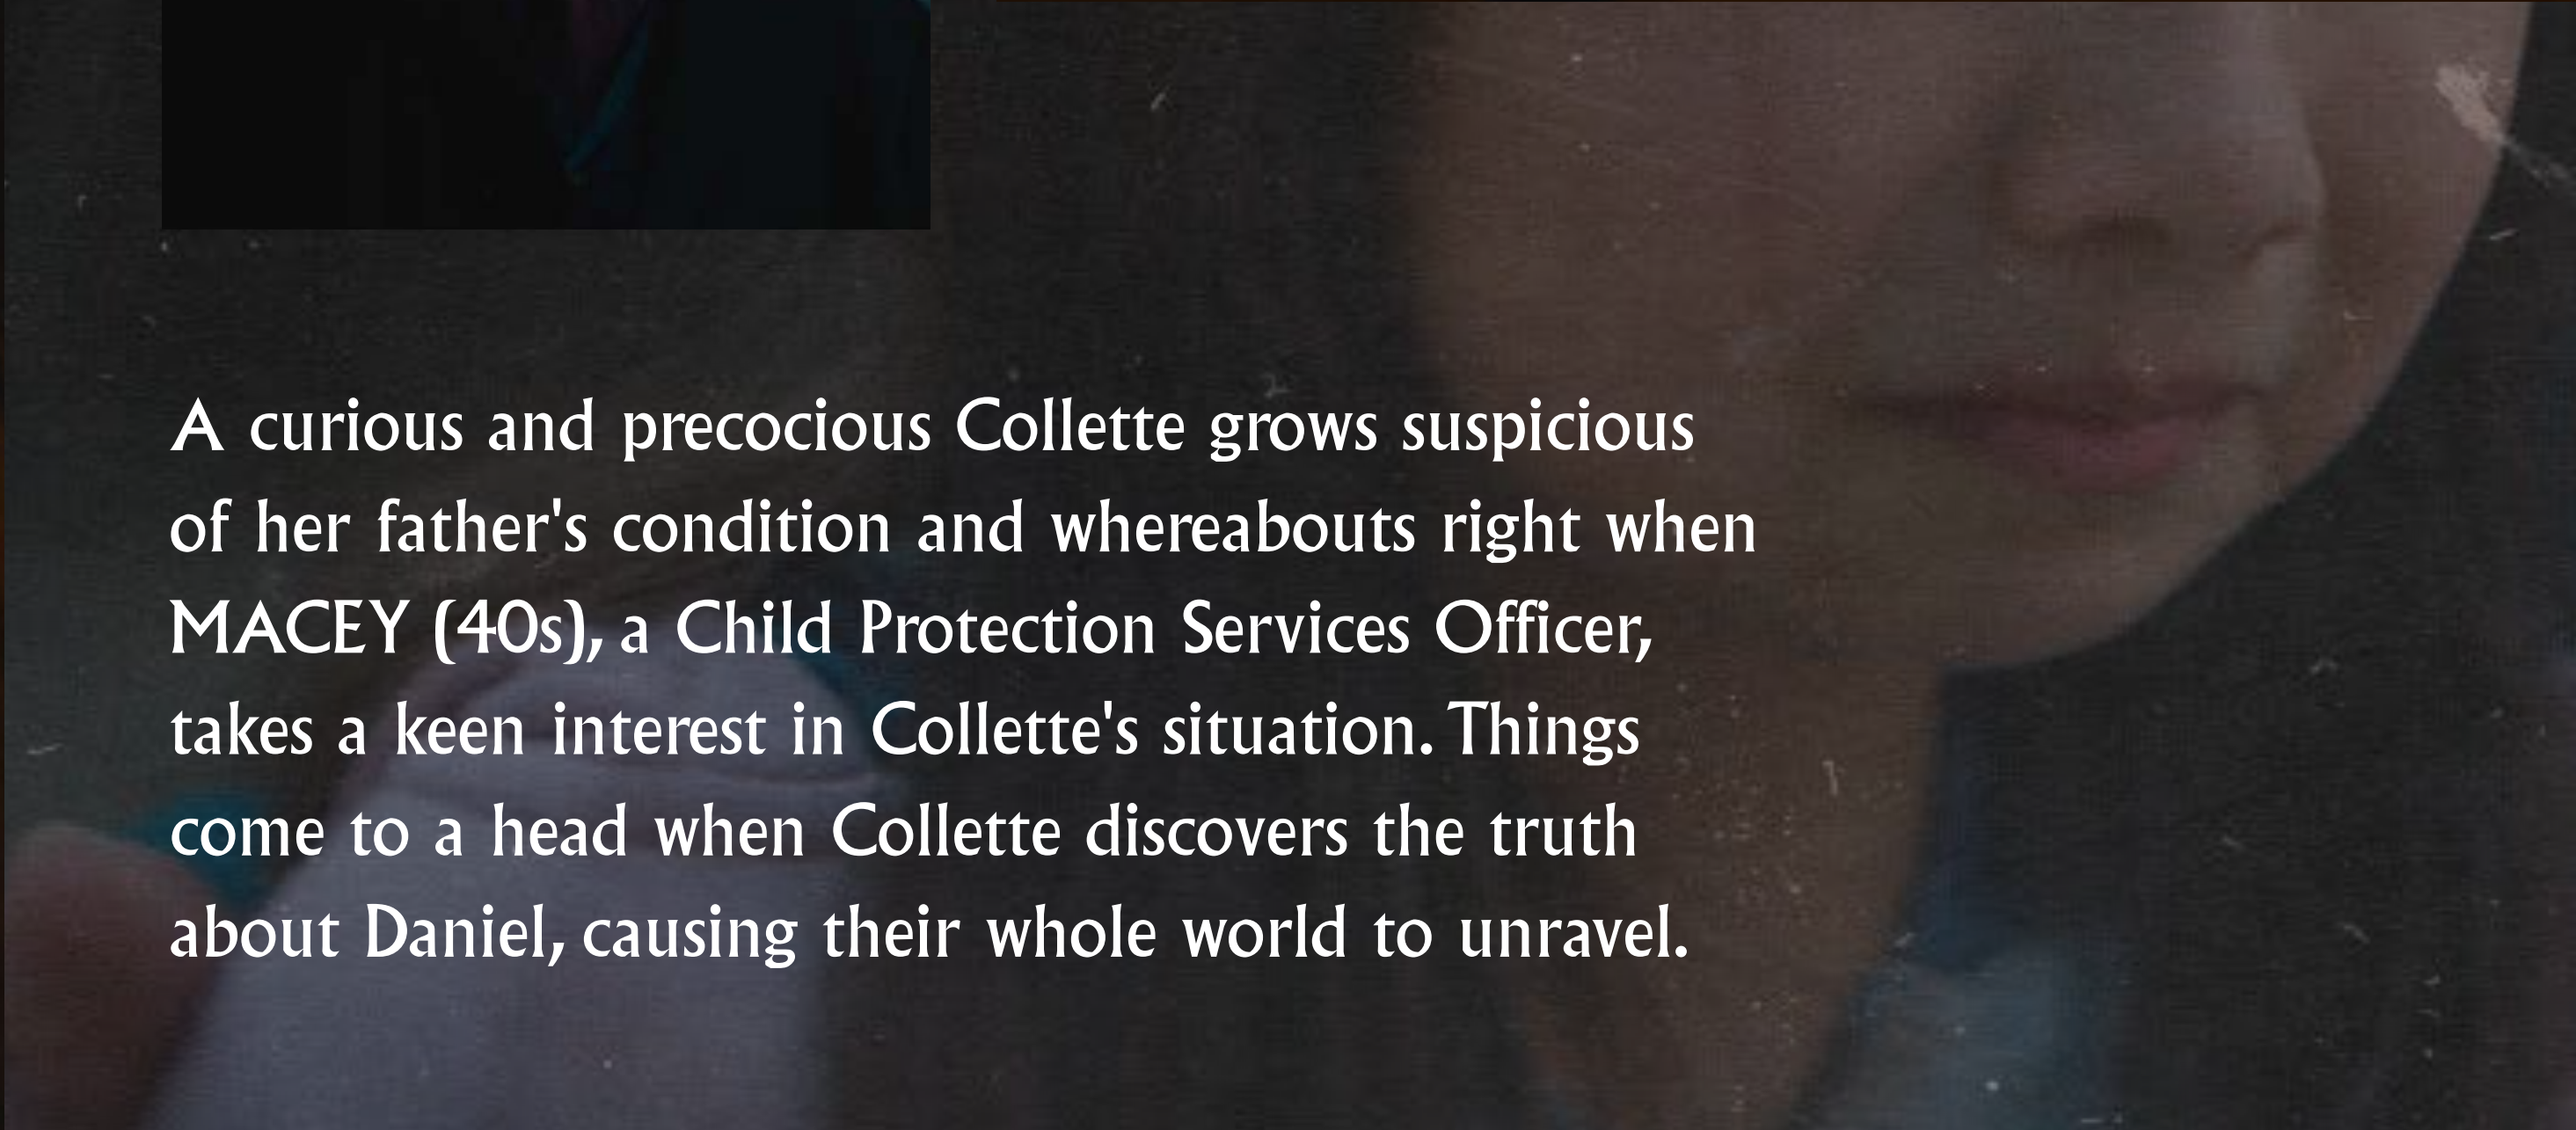 A curious and precocious Collette grows suspicious
of her father's condition and whereabouts right when
MACEY (40s), a Child Protection Services Officer,
takes a keen interest in Collette's situation. Things
come to a head when Collette discovers the truth
about Daniel, causing their whole world to unravel.